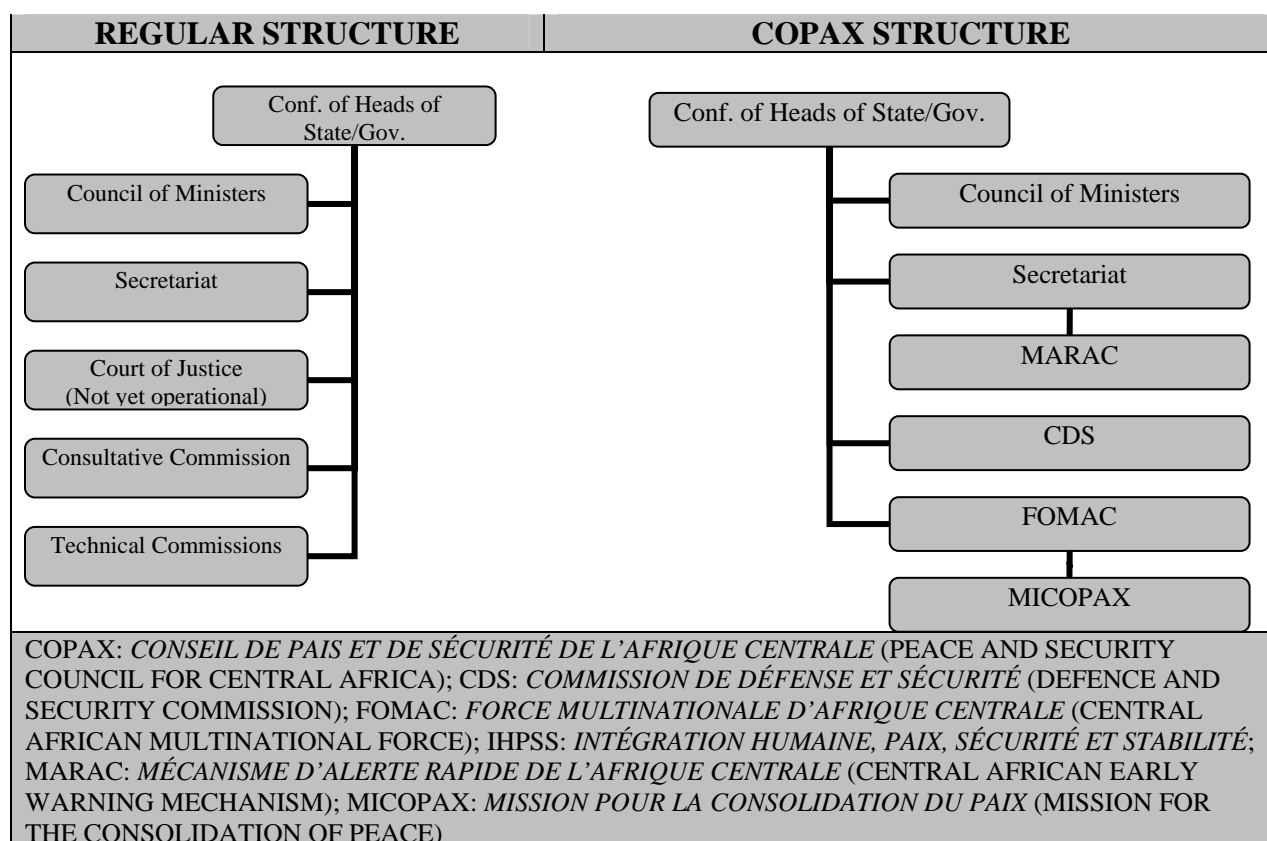 REGULAR STRUCTURE
COPAX STRUCTURE
Conf. of Heads of
State/Gov.
Council of Ministers
Secretariat
Court of Justice
(Not yet operational)
Consultative Commission
Technical Commissions
Conf. of Heads of State/Gov.
Council of Ministers
Secretariat
MARAC
CDS
FOMAC
MICOPAX
COPAX: CONSEIL DE PAIS ET DE SÉCURITÉ DE L'AFRIQUE CENTRALE (PEACE AND SECURITY
COUNCIL FOR CENTRAL AFRICA); CDS: COMMISSION DE DÉFENSE ET SÉCURITÉ (DEFENCE AND
SECURITY COMMISSION); FOMAC: FORCE MULTINATIONALE D'AFRIQUE CENTRALE (CENTRAL
AFRICAN MULTINATIONAL FORCE); IHPSS: INTÉGRATION HUMAINE, PAIX, SÉCURITÉ ET STABILITÉ;
MARAC: MÉCANISME D'ALERTE RAPIDE DE L'AFRIQUE CENTRALE (CENTRAL AFRICAN EARLY
WARNING MECHANISM); MICOPAX: MISSION POUR LA CONSOLIDATION DU PAIX (MISSION FOR
THE CONSOLIDATION OF PEACE)